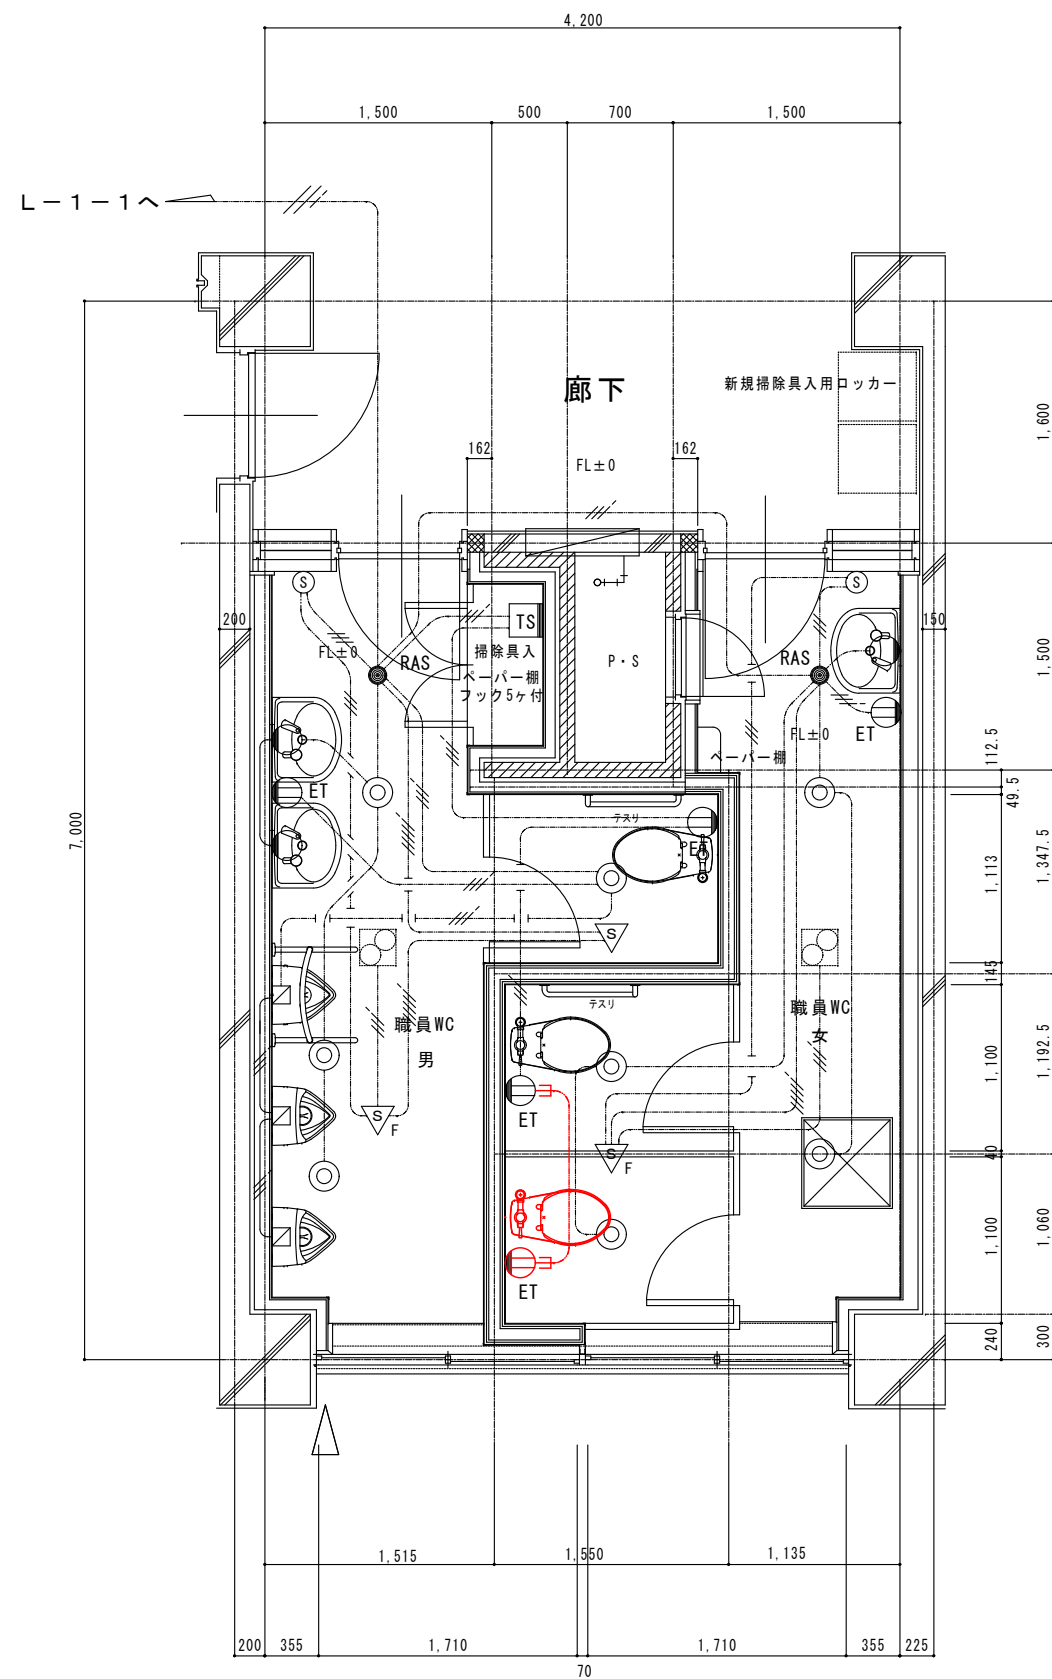 4,200
1,500
500
700
1,500
L－1－1へ
廊下
新規掃除具入用ロッカー
1,600
162
162
FL±0
S
S
200
TS
150
FL±0
RAS
掃除具入
P・S
RAS
1,500
ペーパー棚
フック5ヶ付
FL±0
ET
ペーパー棚
112.5
ET
49.5
7,000
テスリ
ET
1,113
1,347.5
S
145
テスリ
職員WC
男
職員WC
女
1,100
1,192.5
ET
S
F
S
F
40
1,100
1,060
ET
240
300
1,515
1,550
1,135
200
355
1,710
70
1,710
355
225